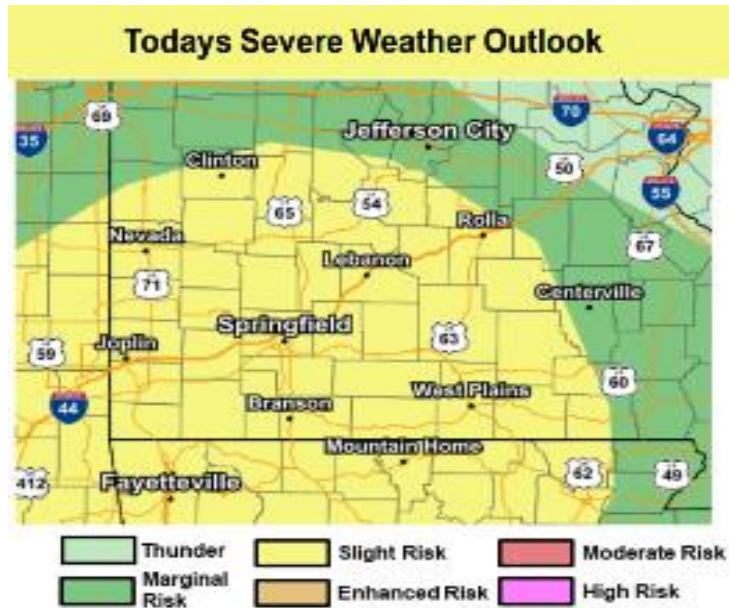 Todays Severe Weather Outlook
69
70
35
Jefferson City
64
Clinton
50
55
65
54
Nevada
Rolla
67
Lebanon
71
Centerville
Springfield
63
59
Joplin
60
44
Branson
West Plains
Mountain Home
412
Fayetteville
62
49
Thunder
Slight Risk
Moderate Risk
Marginal
Risk
Enhanced Risk
High Risk